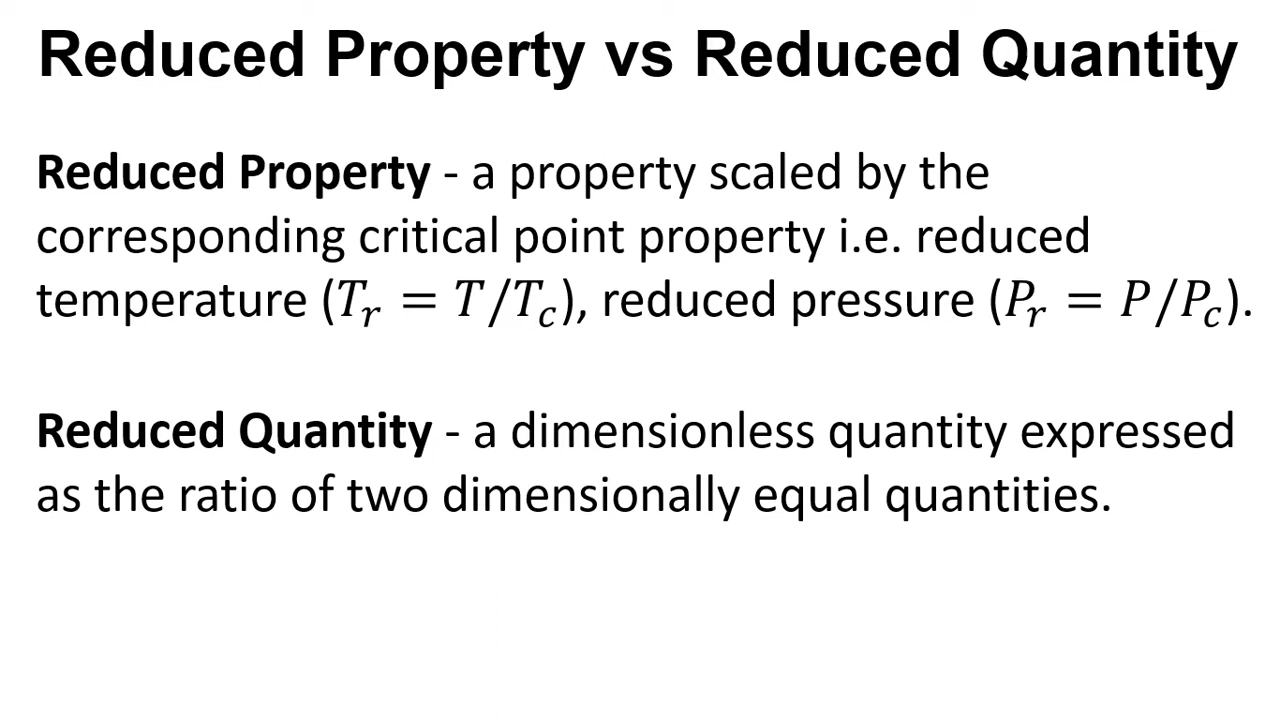 Reduced Property vs Reduced Quantity
Reduced Property - a property scaled by the
corresponding critical point property i.e. reduced
temperature (𝑇𝑟 = 𝑇/𝑇𝑐), reduced pressure (𝑃𝑟 = 𝑃/𝑃𝑐).
Reduced Quantity - a dimensionless quantity expressed
as the ratio of two dimensionally equal quantities.